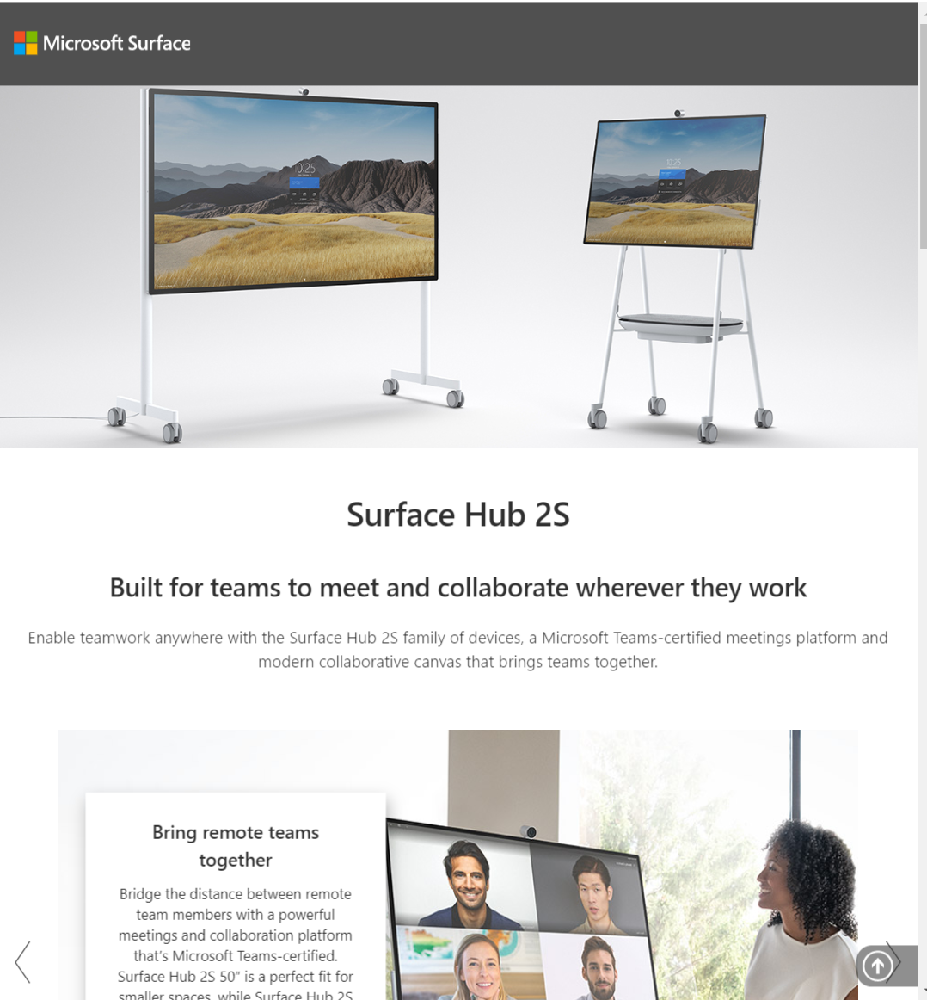 Microsoft Surface
10:25
10:25
Surface Hub 2S
Built for teams to meet and collaborate wherever they work
Enable teamwork anywhere with the Surface Hub 2S family of devices, a Microsoft Teams-certified meetings platform and
modern collaborative canvas that brings teams together.
Bring remote teams
together
Bridge the distance between remote
team members with a powerful
meetings and collaboration platform
that's Microsoft Teams-certified.
Surface Hub 2S 50” is a perfect fit for
smaller spaces, while Surface Hub 2S